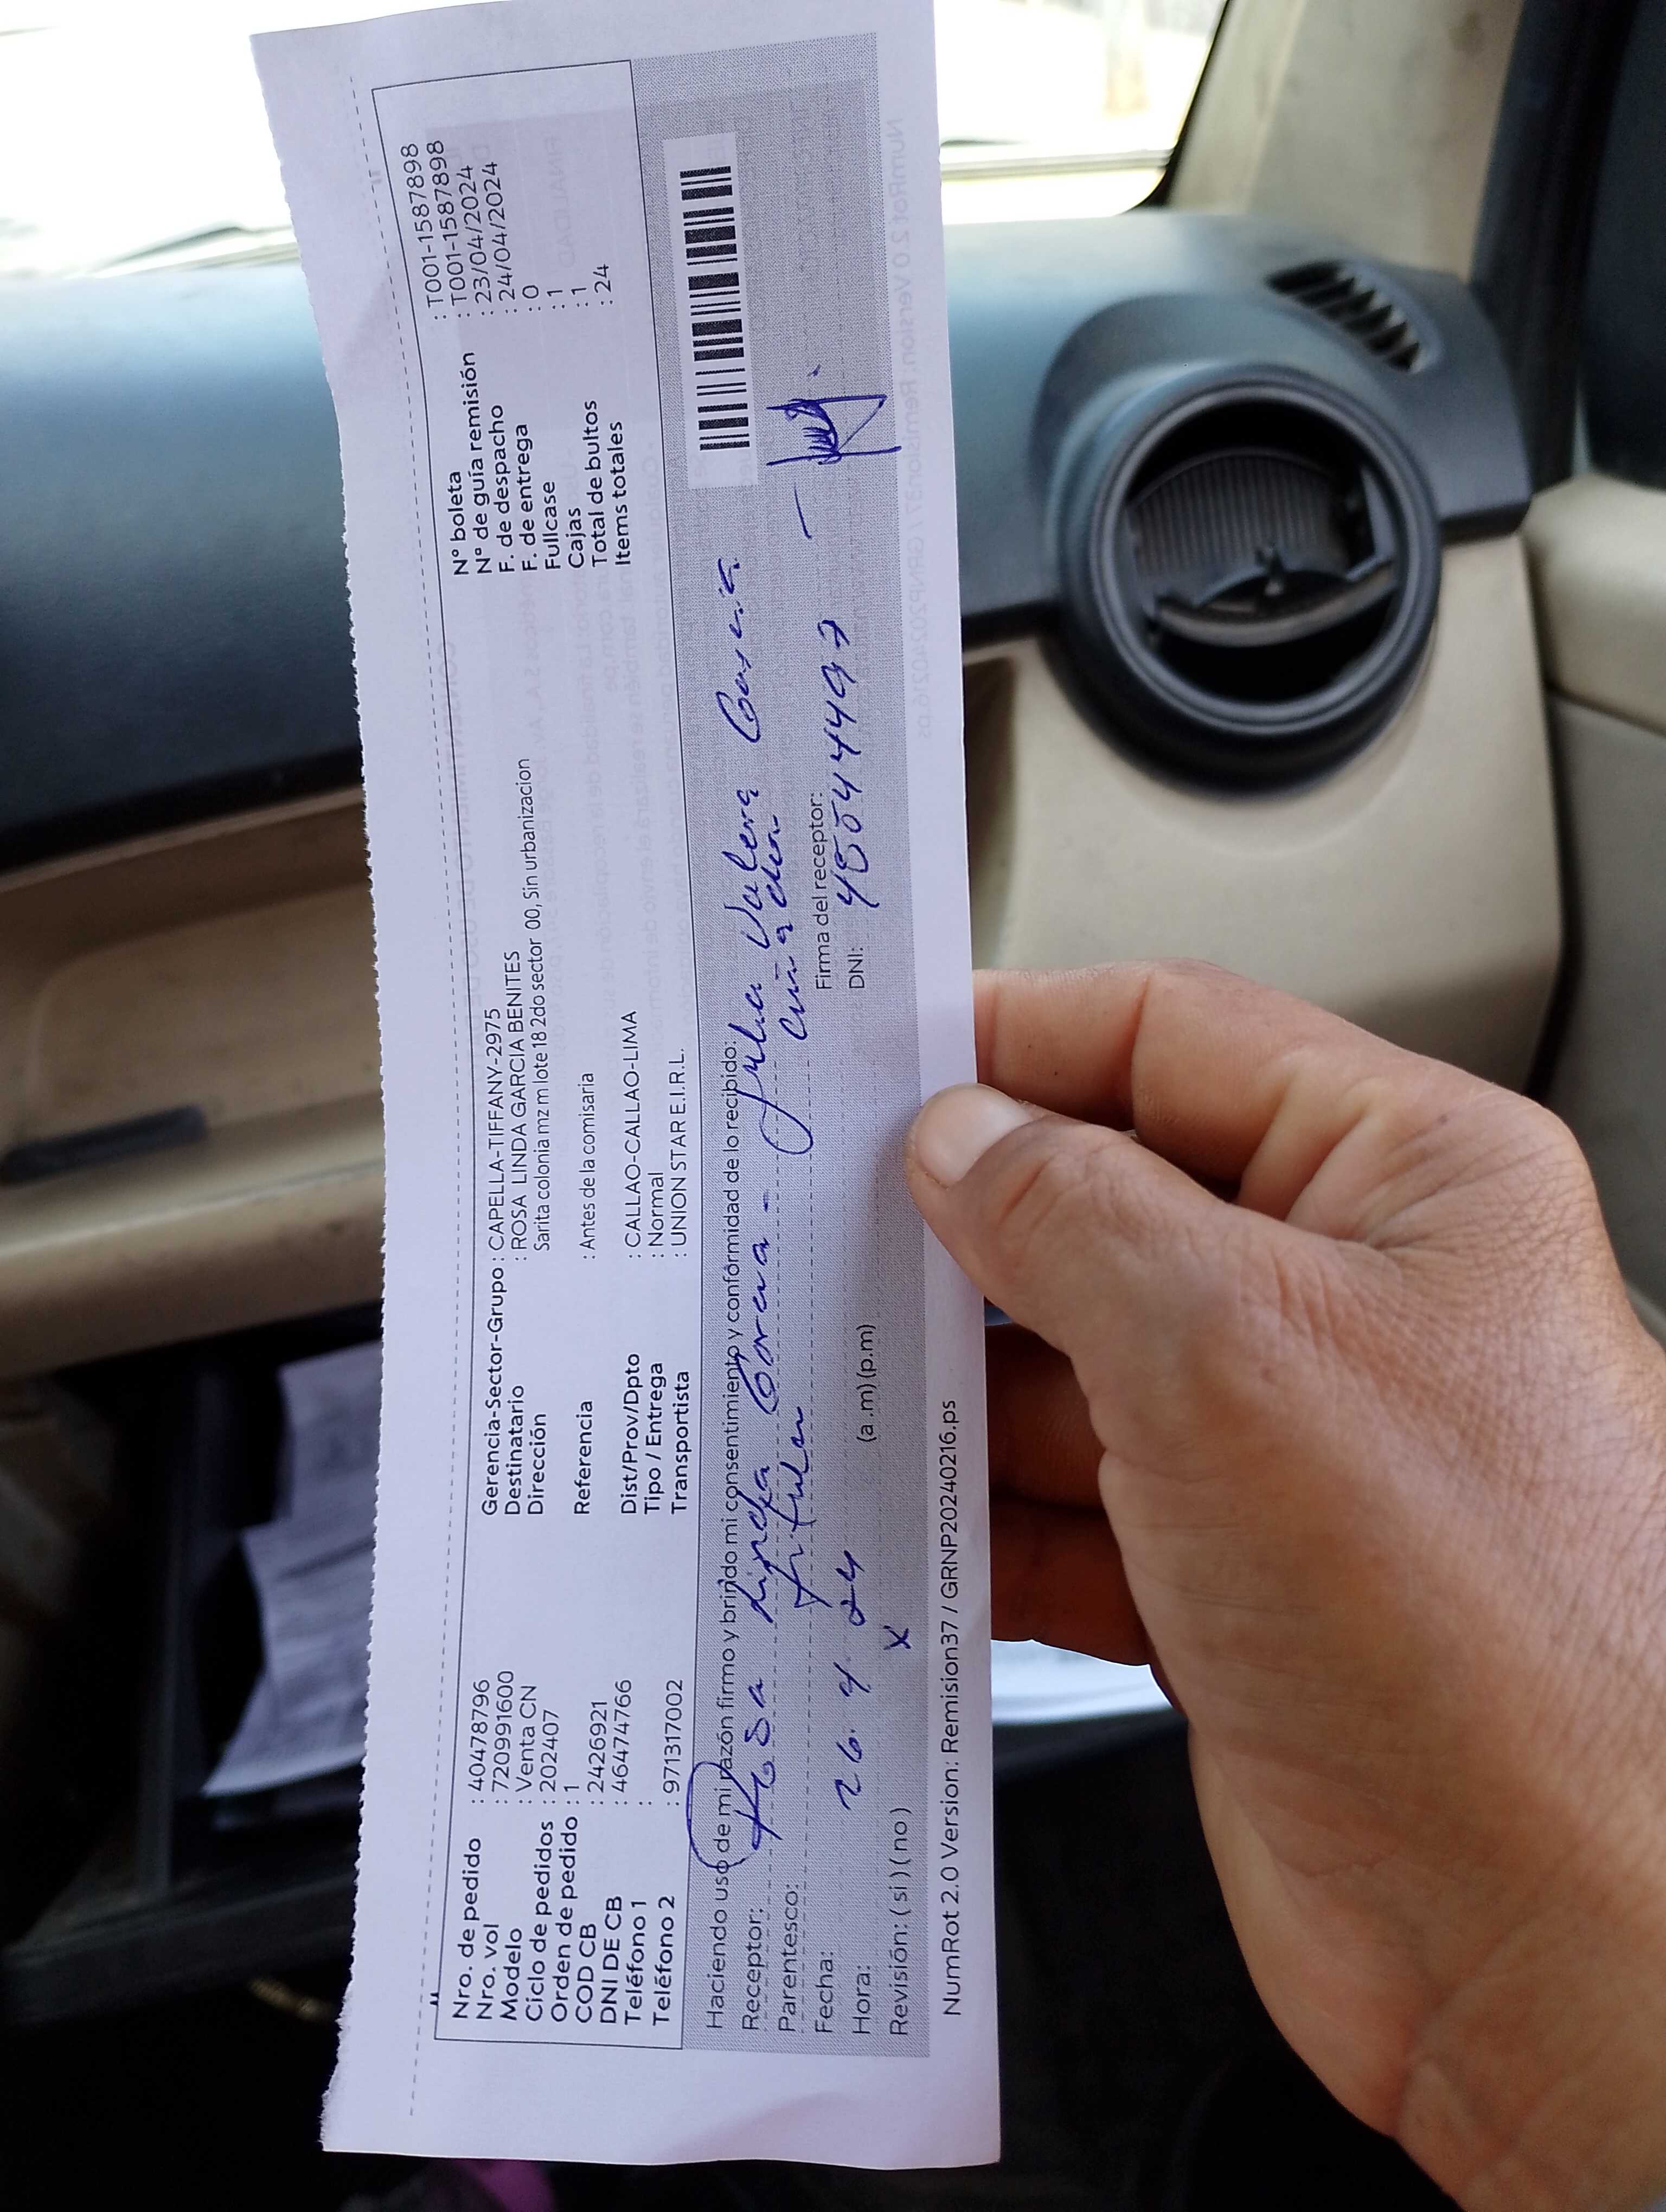 Nro. de pedido : 40478796
Nro. vol : 720991600
Modelo : Venta CN
Ciclo de pedidos : 202407
Orden de pedido : 1
COD CB : 2426921
DNI DE CB : 46474766
Teléfono 1 :
Teléfono 2 : 971317002
Gerencia-Sector-Grupo : CAPELLA-TIFFANY-2975
Destinatario : ROSA LINDA GARCIA BENITES
Dirección Sarita colonia mz m lote 18 2do sector 00, Sin urbanizacion
Referencia : Antes de la comisaria
Dist/Prov/Dpto : CALLAO-CALLAO-LIMA
Tipo / Entrega : Normal
Transportista : UNION STAR E.I.R.L.
N° boleta : T001-1587898
N° de guía remisión : T001-1587898
F. de despacho : 23/04/2024
F. de entrega : 24/04/2024
Fullcase : 0
Cajas : 1
Total de bultos : 1
Items totales : 24
Haciendo uso de mi razón firmo y brindo mi consentimiento y conformidad de lo recibido:
Receptor: Rosa Linda - Julia Valera
Parentesco: cuñada
Fecha: 26. 4. 24
Firma del receptor:
Hora: (a.m) (p.m)
DNI:
Revisión: ( si ) ( no ) X
NumRot 2.0 Version: Remision37 / GRNP20240216.ps